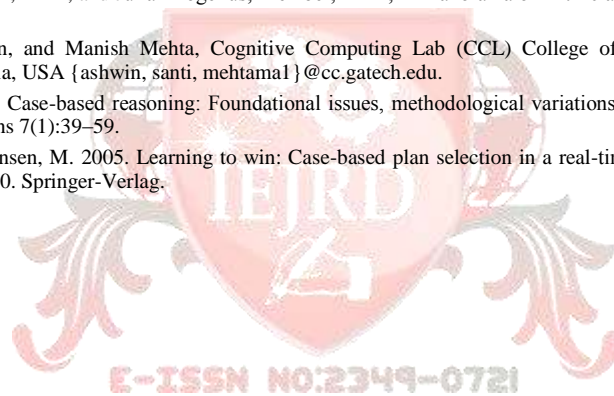 n, and Manish Mehta, Cognitive Computing Lab (CCL) College of
ia, USA {ashwin, santi, mehtama1}@cc.gatech.edu.
Case-based reasoning: Foundational issues, methodological variations
ns 7(1):39–59.
nsen, M. 2005. Learning to win: Case-based plan selection in a real-tin
0. Springer-Verlag.
IEJRD
E-ISSN NO:2349-0721